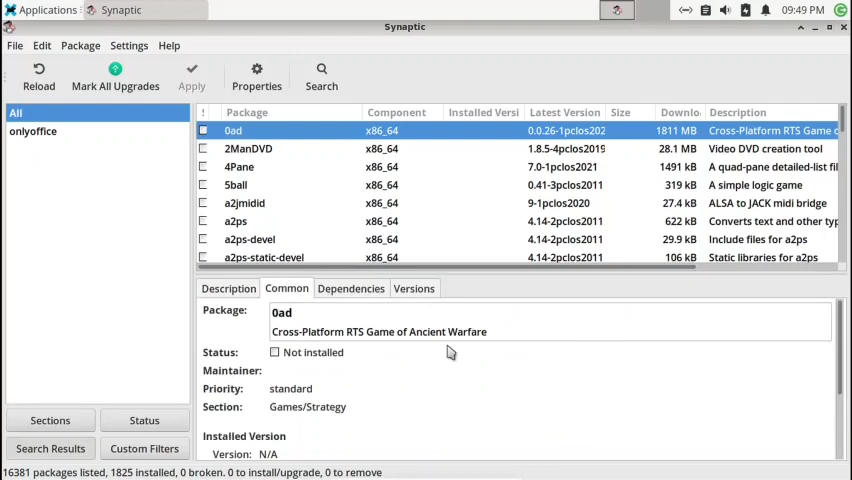 Applications
Synaptic
09:49 PM
Synaptic
File Edit Package Settings Help
Reload Mark All Upgrades Apply Properties Search
All
onlyoffice
! Package Component Installed Versi Latest Version Size Downlo Description
0ad x86_64 0.0.26-1pclos202 1811 MB Cross-Platform RTS Game o
2ManDVD x86_64 1.8.5-4pclos2019 28.1 MB Video DVD creation tool
4Pane x86_64 7.0-1pclos2021 1491 kB A quad-pane detailed-list fil
5ball x86_64 0.41-3pclos2011 319 kB A simple logic game
a2jmidid x86_64 9-1pclos2020 27.4 kB ALSA to JACK midi bridge
a2ps x86_64 4.14-2pclos2011 622 kB Converts text and other typ
a2ps-devel x86_64 4.14-2pclos2011 29.9 kB Include files for a2ps
a2ps-static-devel x86_64 4.14-2pclos2011 106 kB Static libraries for a2ps
Description Common Dependencies Versions
Package: 0ad
Cross-Platform RTS Game of Ancient Warfare
Status: Not installed
Maintainer:
Priority: standard
Section: Games/Strategy
Installed Version
Version: N/A
Sections Status
Search Results Custom Filters
16381 packages listed, 1825 installed, 0 broken. 0 to install/upgrade, 0 to remove